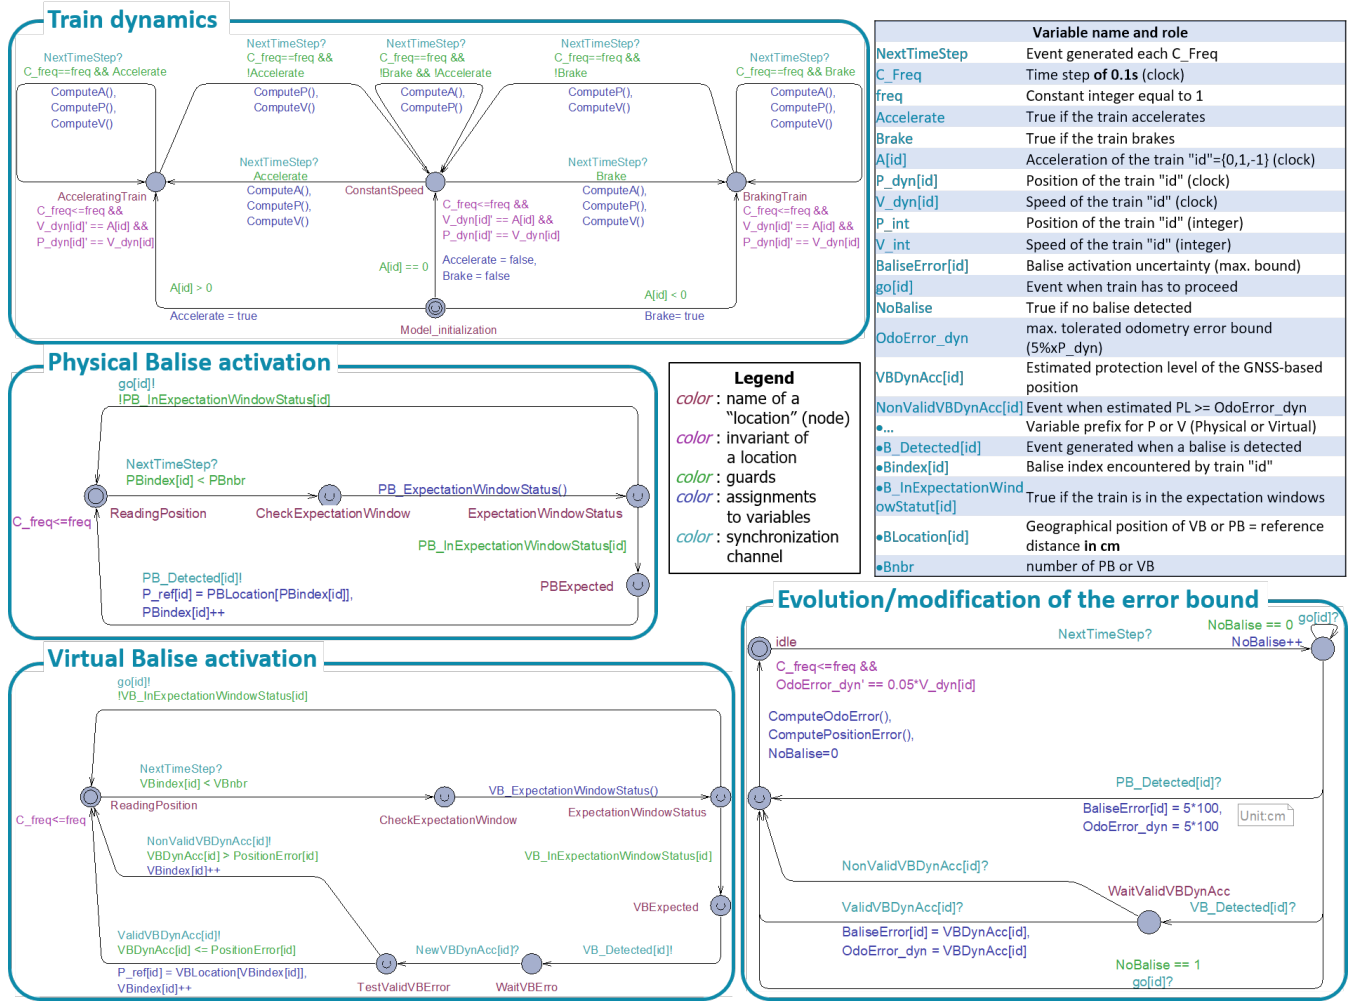 Train dynamics
NextTimeStep?
C_freq==freq && Accelerate
ComputeA(),
ComputeP(),
ComputeV()
NextTimeStep?
C_freq==freq &&
!Accelerate
ComputeP(),
ComputeV()
NextTimeStep?
C_freq==freq &&
!Brake && !Accelerate
ComputeA(),
ComputeP()
NextTimeStep?
C_freq==freq &&
!Brake
ComputeP(),
ComputeV()
NextTimeStep?
C_freq==freq && Brake
ComputeA(),
ComputeP(),
ComputeV()
NextTimeStep?
Accelerate
ComputeA(),
ComputeP(),
ComputeV()
NextTimeStep?
Brake
ComputeA(),
ComputeP(),
ComputeV()
AcceleratingTrain
C_freq<=freq &&
V_dyn[id]' == A[id] &&
P_dyn[id]' == V_dyn[id]
ConstantSpeed
C_freq<=freq &&
V_dyn[id]' == A[id] &&
P_dyn[id]' == V_dyn[id]
BrakingTrain
C_freq<=freq &&
V_dyn[id]' == A[id] &&
P_dyn[id]' == V_dyn[id]
A[id] == 0
Accelerate = false,
Brake = false
A[id] > 0
Accelerate = true
A[id] < 0
Brake= true
Model_initialization
Variable name and role
NextTimeStep Event generated each C_Freq
C_Freq Time step of 0.1s (clock)
freq Constant integer equal to 1
Accelerate True if the train accelerates
Brake True if the train brakes
A[id] Acceleration of the train "id"={0,1,-1} (clock)
P_dyn[id] Position of the train "id" (clock)
V_dyn[id] Speed of the train "id" (clock)
P_int Position of the train "id" (integer)
V_int Speed of the train "id" (integer)
BaliseError[id] Balise activation uncertainty (max. bound)
go[id] Event when train has to proceed
NoBalise True if no balise detected
OdoError_dyn max. tolerated odometry error bound
(5%xP_dyn)
VBDynAcc[id] Estimated protection level of the GNSS-based
position
NonValidVBDynAcc[id] Event when estimated PL >= OdoError_dyn
●... Variable prefix for P or V (Physical or Virtual)
●B_Detected[id] Event generated when a balise is detected
●Bindex[id] Balise index encountered by train "id"
●B_InExpectationWind
owStatut[id] True if the train is in the expectation windows
●BLocation[id] Geographical position of VB or PB = reference
distance in cm
●Bnbr number of PB or VB
Physical Balise activation
go[id]!
!PB_InExpectationWindowStatus[id]
NextTimeStep?
PBindex[id] < PBnbr
PB_ExpectationWindowStatus()
C_freq<=freq
ReadingPosition
CheckExpectationWindow
ExpectationWindowStatus
PB_InExpectationWindowStatus[id]
PB_Detected[id]!
P_ref[id] = PBLocation[PBindex[id]],
PBindex[id]++
PBExpected
Legend
color : name of a
"location" (node)
color : invariant of
a location
color : guards
color : assignments
to variables
color : synchronization
channel
Virtual Balise activation
go[id]!
!VB_InExpectationWindowStatus[id]
NextTimeStep?
VBindex[id] < VBnbr
VB_ExpectationWindowStatus()
ReadingPosition
C_freq<=freq
CheckExpectationWindow
ExpectationWindowStatus
NonValidVBDynAcc[id]!
VBDynAcc[id] > PositionError[id]
VBindex[id]++
VB_InExpectationWindowStatus[id]
VBExpected
ValidVBDynAcc[id]!
VBDynAcc[id] <= PositionError[id]
P_ref[id] = VBLocation[VBindex[id]],
VBindex[id]++
NewVBDynAcc[id]?
VB_Detected[id]!
TestValidVBError
WaitVBErro
Evolution/modification of the error bound
idle
NextTimeStep?
NoBalise == 0
go[id]?
NoBalise++
C_freq<=freq &&
OdoError_dyn' == 0.05*V_dyn[id]
ComputeOdoError(),
ComputePositionError(),
NoBalise=0
PB_Detected[id]?
BaliseError[id] = 5*100,
OdoError_dyn = 5*100
Unit:cm
NonValidVBDynAcc[id]?
WaitValidVBDynAcc
ValidVBDynAcc[id]?
VB_Detected[id]?
BaliseError[id] = VBDynAcc[id],
OdoError_dyn = VBDynAcc[id]
NoBalise == 1
go[id]?